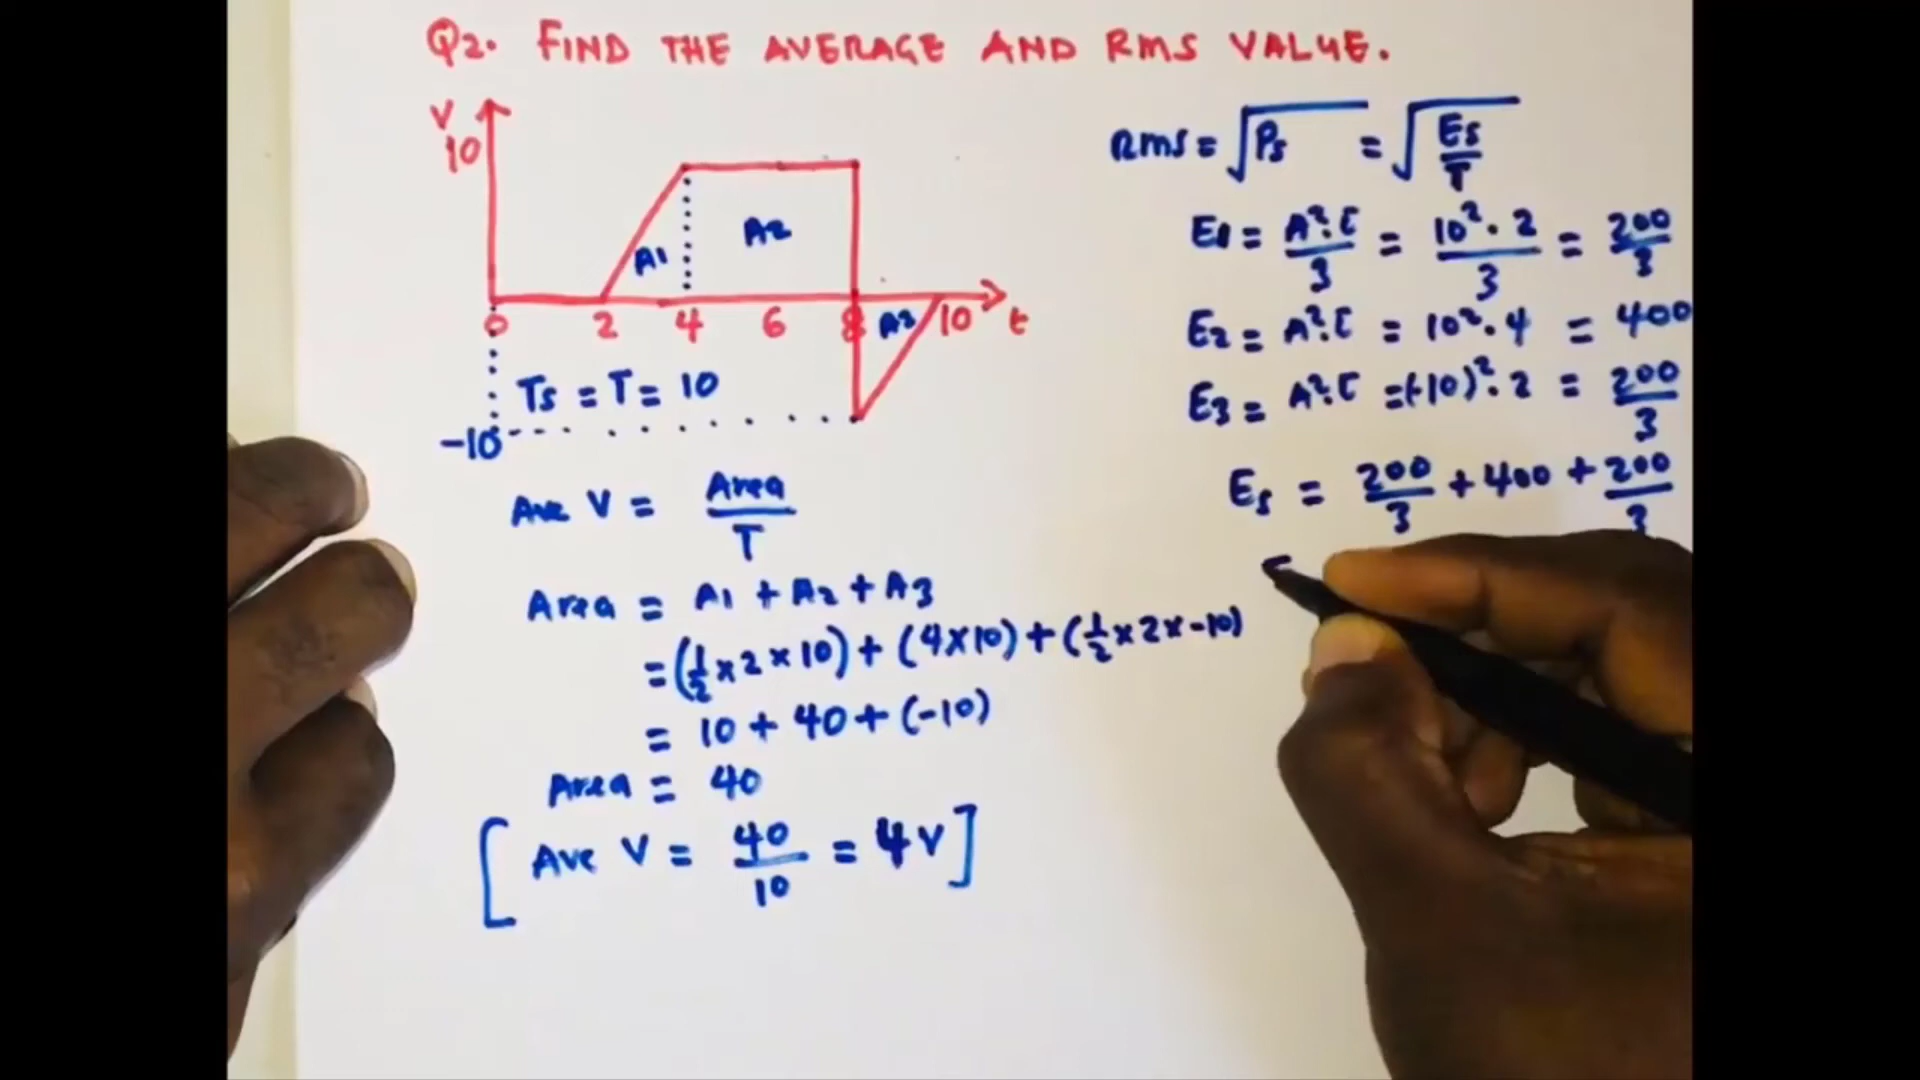 Q2. FIND THE AVERAGE AND RMS VALUE.
V
10
A1
A2
A3
0 2 4 6 8 10 t
Ts = T = 10
-10
Ave V = Area/T
Area = A1 + A2 + A3
= (1/2 x 2 x 10) + (4 x 10) + (1/2 x 2 x -10)
= 10 + 40 + (-10)
Area = 40
[Ave V = 40/10 = 4V]
RMS = √Ps = √Es/T
E1 = A².τ/3 = 10².2/3 = 200/3
E2 = A².τ = 10².4 = 400
E3 = A².τ = (-10)².2 = 200/3
Es = 200/3 + 400 + 200/3